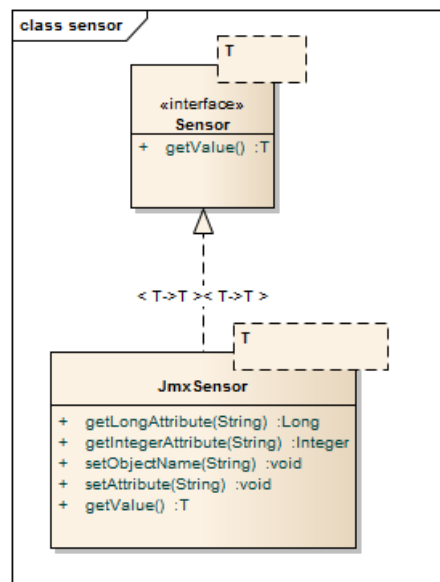 class sensor
T
«interface»
Sensor
+ getValue() :T
< T->T >< T->T >
T
JmxSensor
+ getLongAttribute(String) :Long
+ getIntegerAttribute(String) :Integer
+ setObjectName(String) :void
+ setAttribute(String) :void
+ getValue() :T